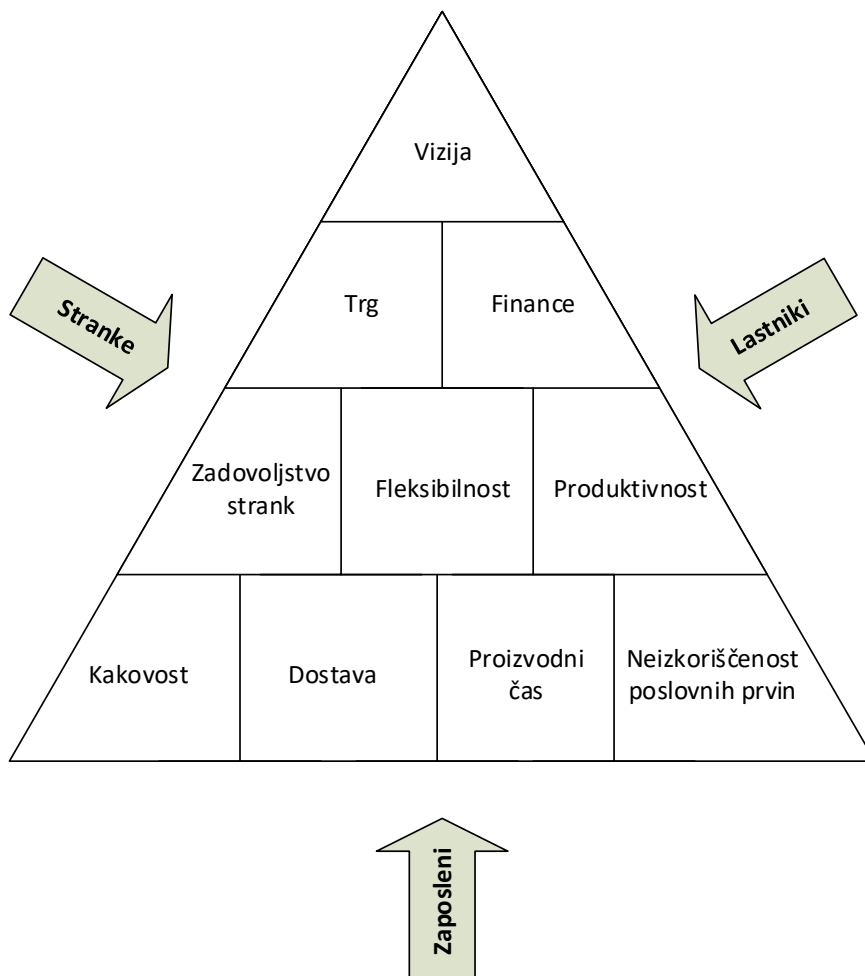 Vizija
Trg
Finance
Stranke
Lastniki
Zadovoljstvo
strank
Fleksibilnost
Produktivnost
Kakovost
Dostava
Proizvodni
čas
Neizkoriščenost
poslovnih prvin
Zaposleni